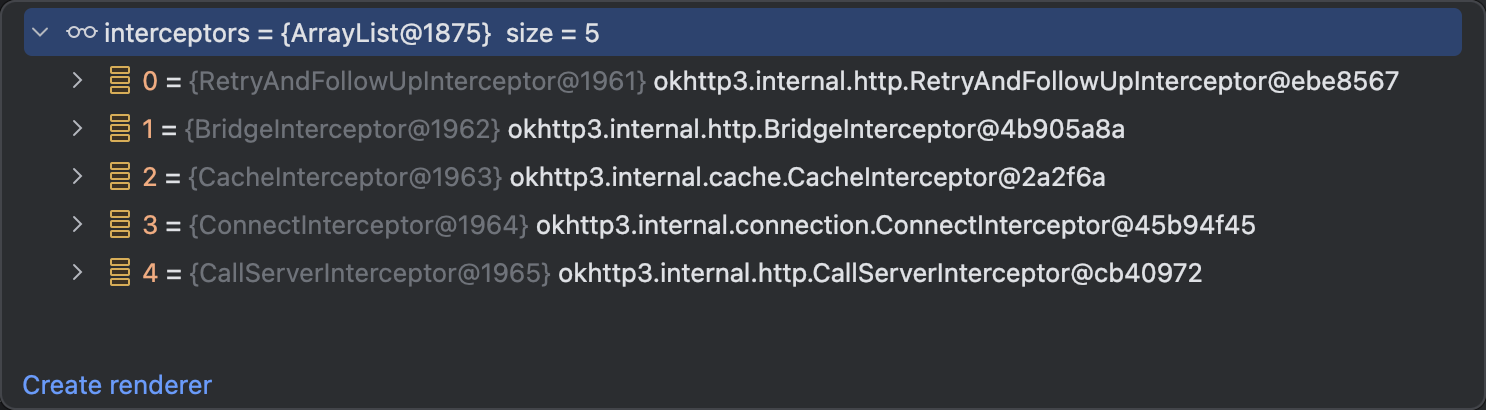 interceptors = {ArrayList@1875} size = 5
0 = {RetryAndFollowUpInterceptor@1961} okhttp3.internal.http.RetryAndFollowUpInterceptor@ebe8567
1 = {BridgeInterceptor@1962} okhttp3.internal.http.BridgeInterceptor@4b905a8a
2 = {CacheInterceptor@1963} okhttp3.internal.cache.CacheInterceptor@2a2f6a
3 = {ConnectInterceptor@1964} okhttp3.internal.connection.ConnectInterceptor@45b94f45
4 = {CallServerInterceptor@1965} okhttp3.internal.http.CallServerInterceptor@cb40972
Create renderer